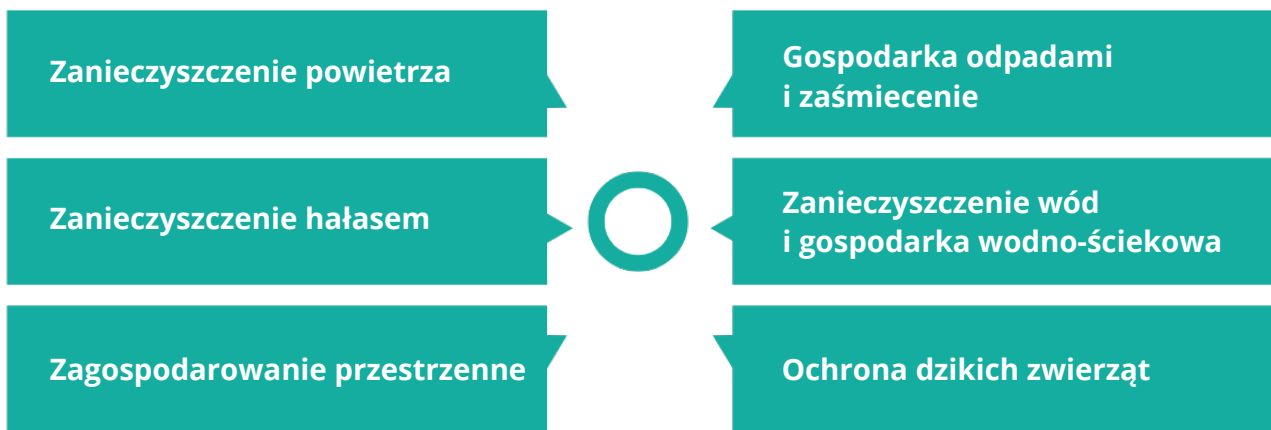 Zanieczyszczenie powietrza
Gospodarka odpadami
i zaśmiecenie
Zanieczyszczenie hałasem
Zanieczyszczenie wód
i gospodarka wodno-ściekowa
Zagospodarowanie przestrzenne
Ochrona dzikich zwierząt